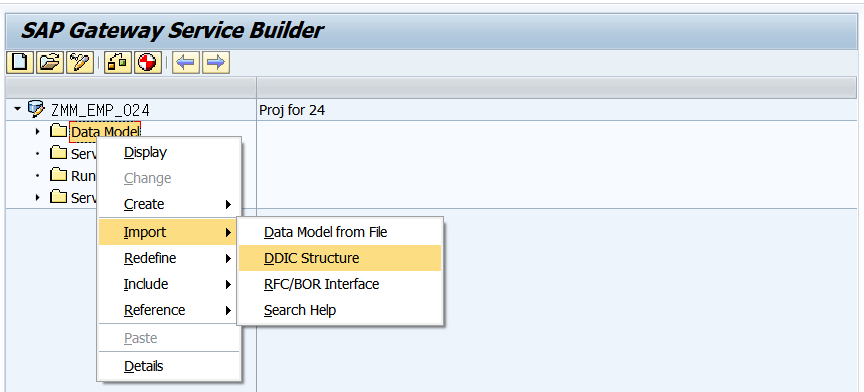 SAP Gateway Service Builder
ZMM_EMP_024 Proj for 24
Data Model
Serv
Run
Serv
Display
Change
Create
Import
Redefine
Include
Reference
Paste
Details
Data Model from File
DDIC Structure
RFC/BOR Interface
Search Help